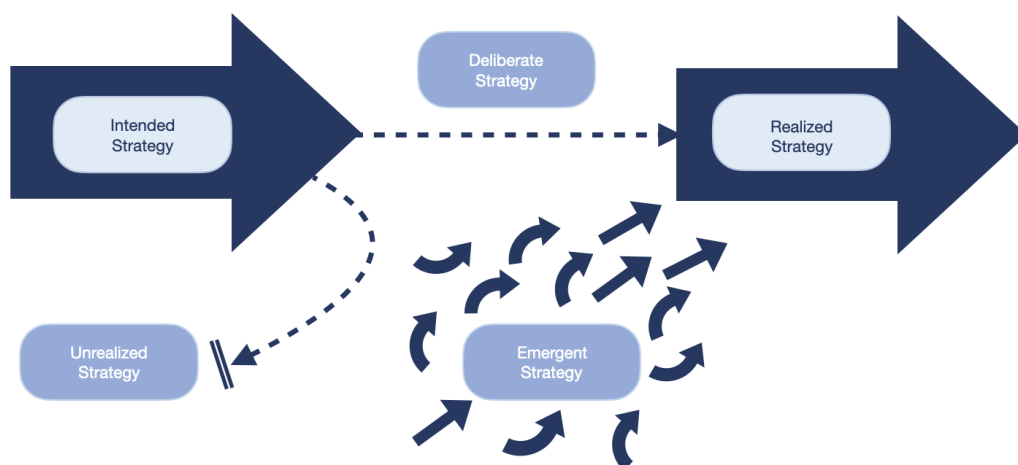 Deliberate
Strategy
Intended
Strategy
Realized
Strategy
Unrealized
Strategy
Emergent
Strategy